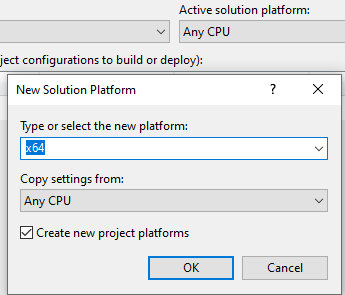 Active solution platform:
Any CPU
ject configurations to build or deploy):
New Solution Platform
?
Type or select the new platform:
x64
Copy settings from:
Any CPU
Create new project platforms
OK
Cancel